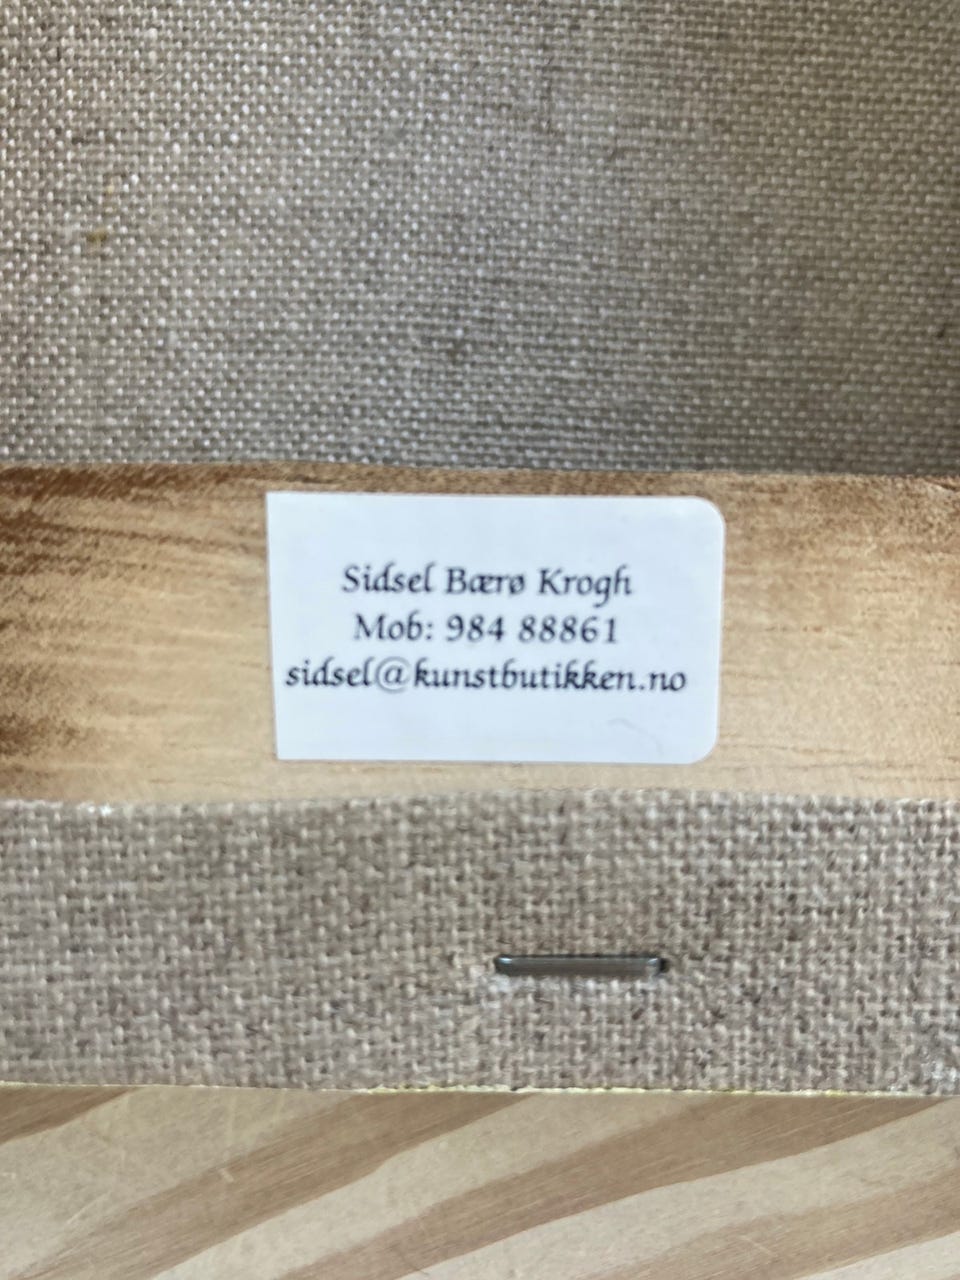 Sidsel Bærø Krogh
Mob: 984 88861
sidsel@kunstbutikken.no